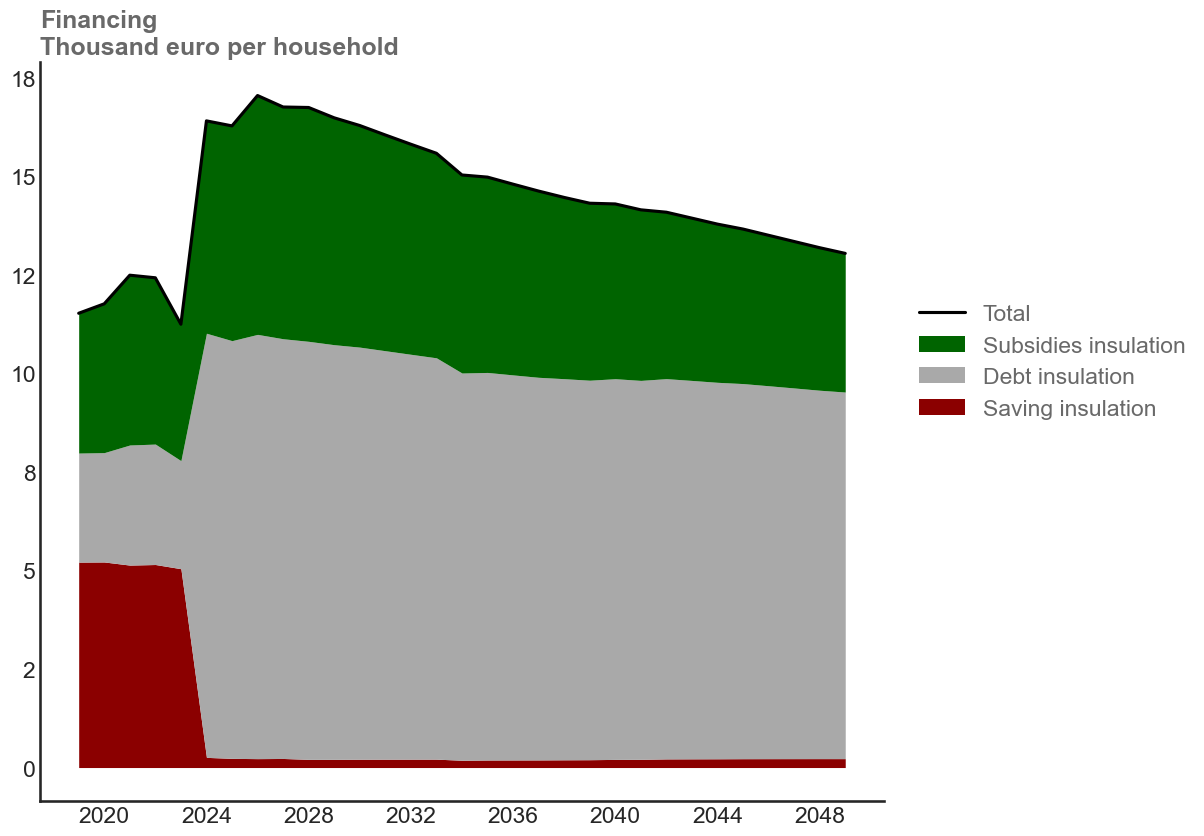 Financing
Thousand euro per household
18
15
12
10
8
5
2
0
2020 2024 2028 2032 2036 2040 2044 2048
Total
Subsidies insulation
Debt insulation
Saving insulation